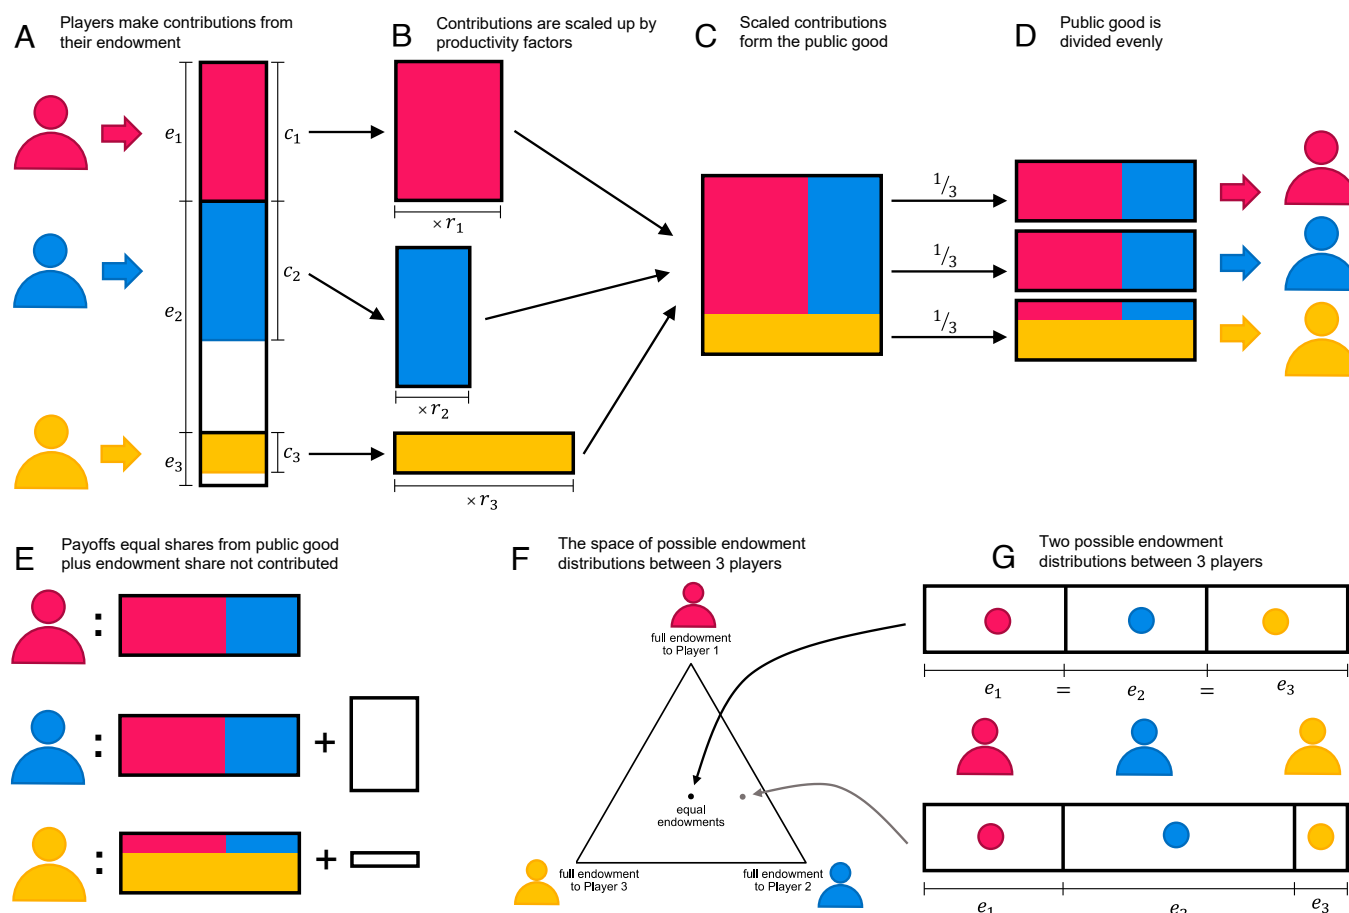 A Players make contributions from
their endowment
B Contributions are scaled up by
productivity factors
C Scaled contributions
form the public good
D Public good is
divided evenly
e₁
c₁
× r₁
e₂
c₂
× r₂
e₃
c₃
× r₃
1/3
1/3
1/3
E Payoffs equal shares from public good
plus endowment share not contributed
:
: +
: +
F The space of possible endowment
distributions between 3 players
full endowment
to Player 1
equal
endowments
full endowment
to Player 3
full endowment
to Player 2
G Two possible endowment
distributions between 3 players
e₁ = e₂ = e₃
e₁ e₂ e₃